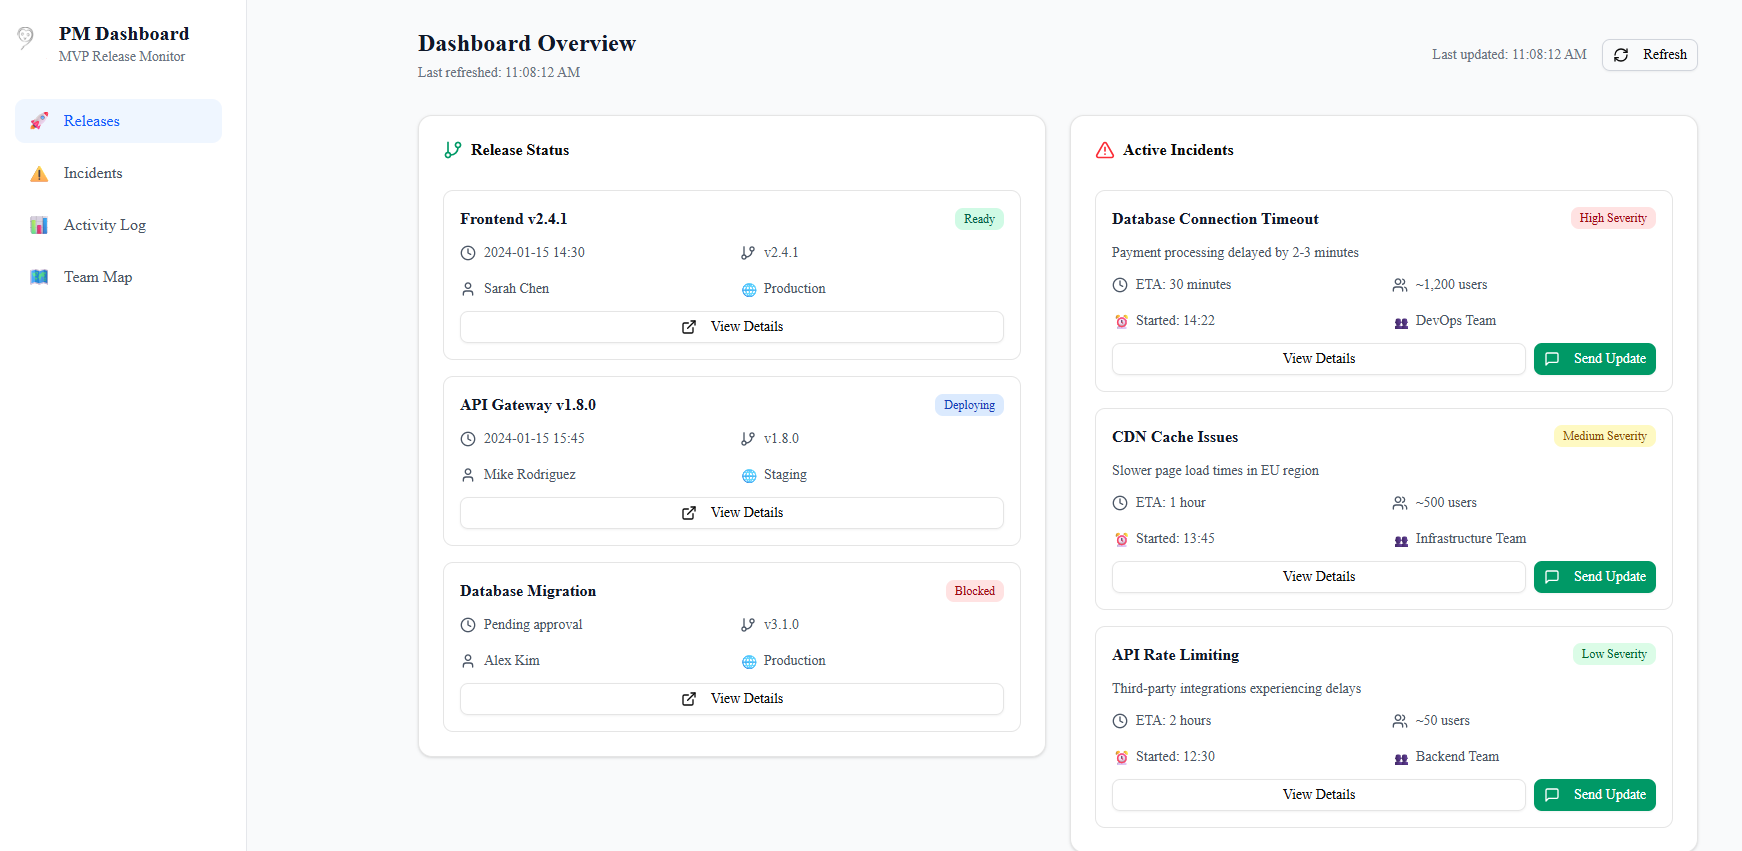 PM Dashboard
MVP Release Monitor
Releases
Incidents
Activity Log
Team Map
Dashboard Overview
Last refreshed: 11:08:12 AM
Last updated: 11:08:12 AM
Refresh
Release Status
Frontend v2.4.1
Ready
2024-01-15 14:30
v2.4.1
Sarah Chen
Production
View Details
API Gateway v1.8.0
Deploying
2024-01-15 15:45
v1.8.0
Mike Rodriguez
Staging
View Details
Database Migration
Blocked
Pending approval
v3.1.0
Alex Kim
Production
View Details
Active Incidents
Database Connection Timeout
High Severity
Payment processing delayed by 2-3 minutes
ETA: 30 minutes
~1,200 users
Started: 14:22
DevOps Team
View Details
Send Update
CDN Cache Issues
Medium Severity
Slower page load times in EU region
ETA: 1 hour
~500 users
Started: 13:45
Infrastructure Team
View Details
Send Update
API Rate Limiting
Low Severity
Third-party integrations experiencing delays
ETA: 2 hours
~50 users
Started: 12:30
Backend Team
View Details
Send Update